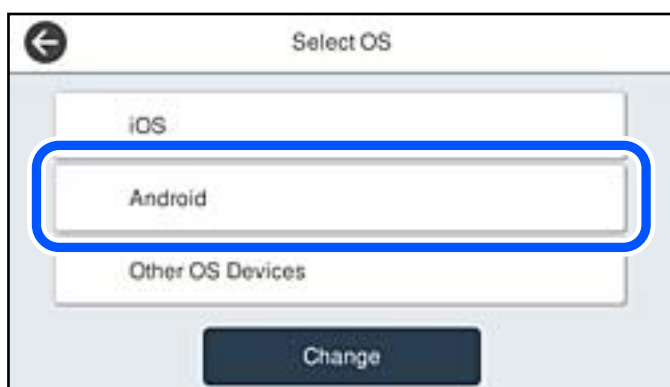 Select OS
iOS
Android
Other OS Devices
Change